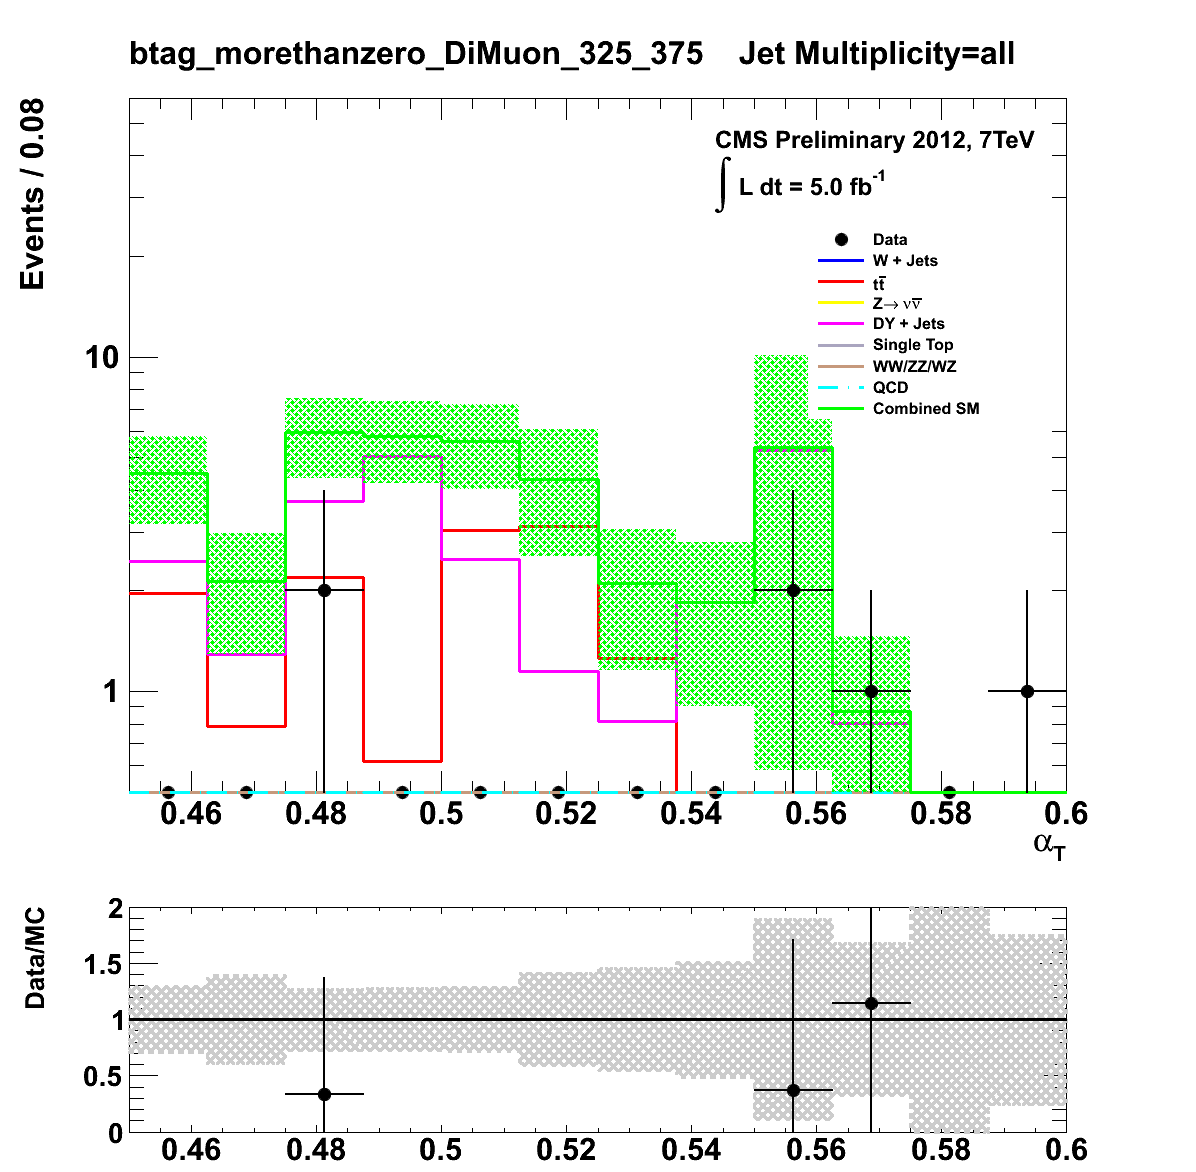 btag_morethanzero_DiMuon_325_375 Jet Multiplicity=all
Events / 0.08
CMS Preliminary 2012, 7TeV
∫ L dt = 5.0 fb⁻¹
Data
W + Jets
tt̅
Z→ νν̅
DY + Jets
Single Top
WW/ZZ/WZ
QCD
Combined SM
10
1
0.46 0.48 0.5 0.52 0.54 0.56 0.58 0.6
α_T
Data/MC
2
1.5
1
0.5
0
0.46 0.48 0.5 0.52 0.54 0.56 0.58 0.6